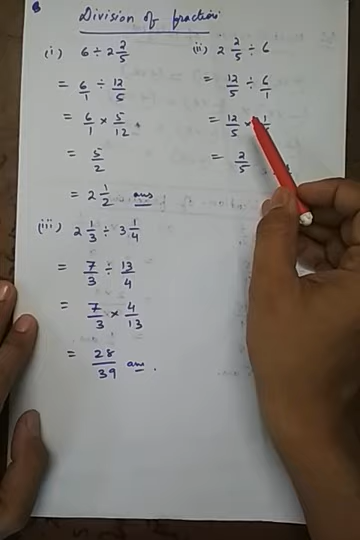 Division of fraction
(i) 6 ÷ 2 2/5
= 6/1 ÷ 12/5
= 6/1 × 5/12
= 5/2
= 2 1/2 ans
(ii) 2 2/5 ÷ 6
= 12/5 ÷ 6/1
= 12/5 ×
= 2/5
(iii) 2 1/3 ÷ 3 1/4
= 7/3 ÷ 13/4
= 7/3 × 4/13
= 28/39 ans.